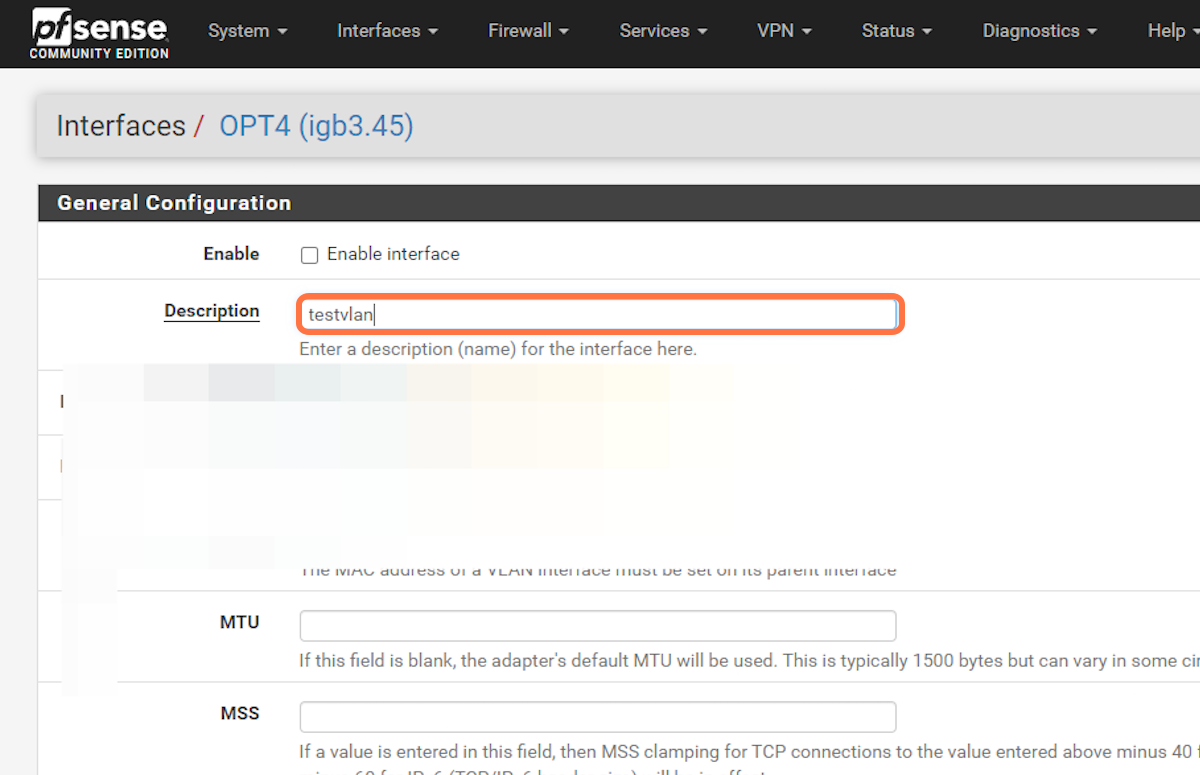 pfsense
COMMUNITY EDITION
System Interfaces Firewall Services VPN Status Diagnostics Help
Interfaces / OPT4 (igb3.45)
General Configuration
Enable Enable interface
Description testvlan
Enter a description (name) for the interface here.
The MAC address of a VLAN interface must be set on its parent interface
MTU
If this field is blank, the adapter's default MTU will be used. This is typically 1500 bytes but can vary in some
MSS
If a value is entered in this field, then MSS clamping for TCP connections to the value entered above minus 40